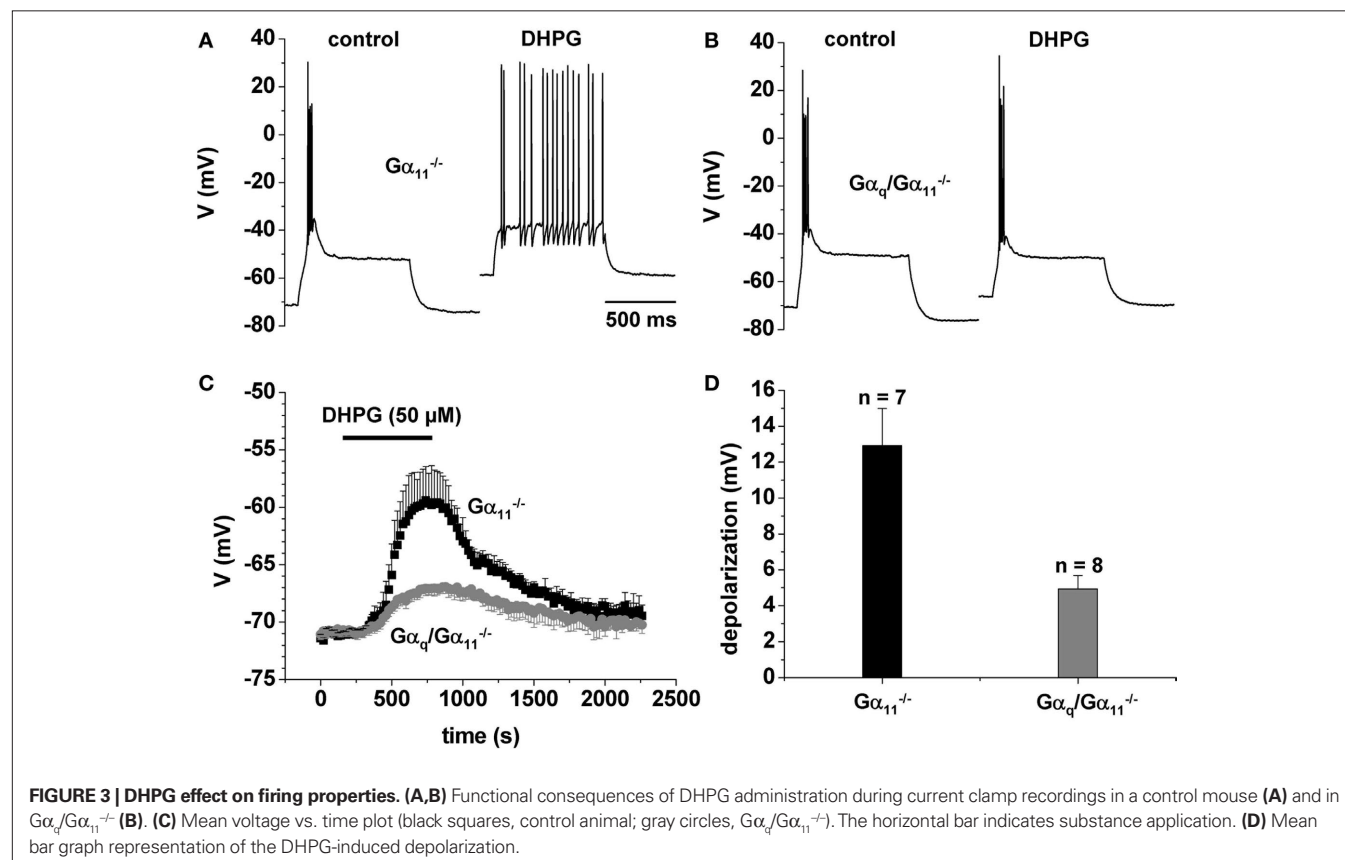 A
control
DHPG
V (mV)
40
20
0
-20
-40
-60
-80
Gα11-/-
500 ms
B
control
DHPG
V (mV)
40
20
0
-20
-40
-60
-80
Gαq/Gα11-/-
C
V (mV)
-50
-55
-60
-65
-70
-75
DHPG (50 µM)
Gα11-/-
Gαq/Gα11-/-
0 500 1000 1500 2000 2500
time (s)
D
depolarization (mV)
16
14
12
10
8
6
4
2
0
n = 7
n = 8
Gα11-/-
Gαq/Gα11-/-
FIGURE 3 | DHPG effect on firing properties. (A,B) Functional consequences of DHPG administration during current clamp recordings in a control mouse (A) and in
Gαq/Gα11–/– (B). (C) Mean voltage vs. time plot (black squares, control animal; gray circles, Gαq/Gα11–/–). The horizontal bar indicates substance application. (D) Mean
bar graph representation of the DHPG-induced depolarization.